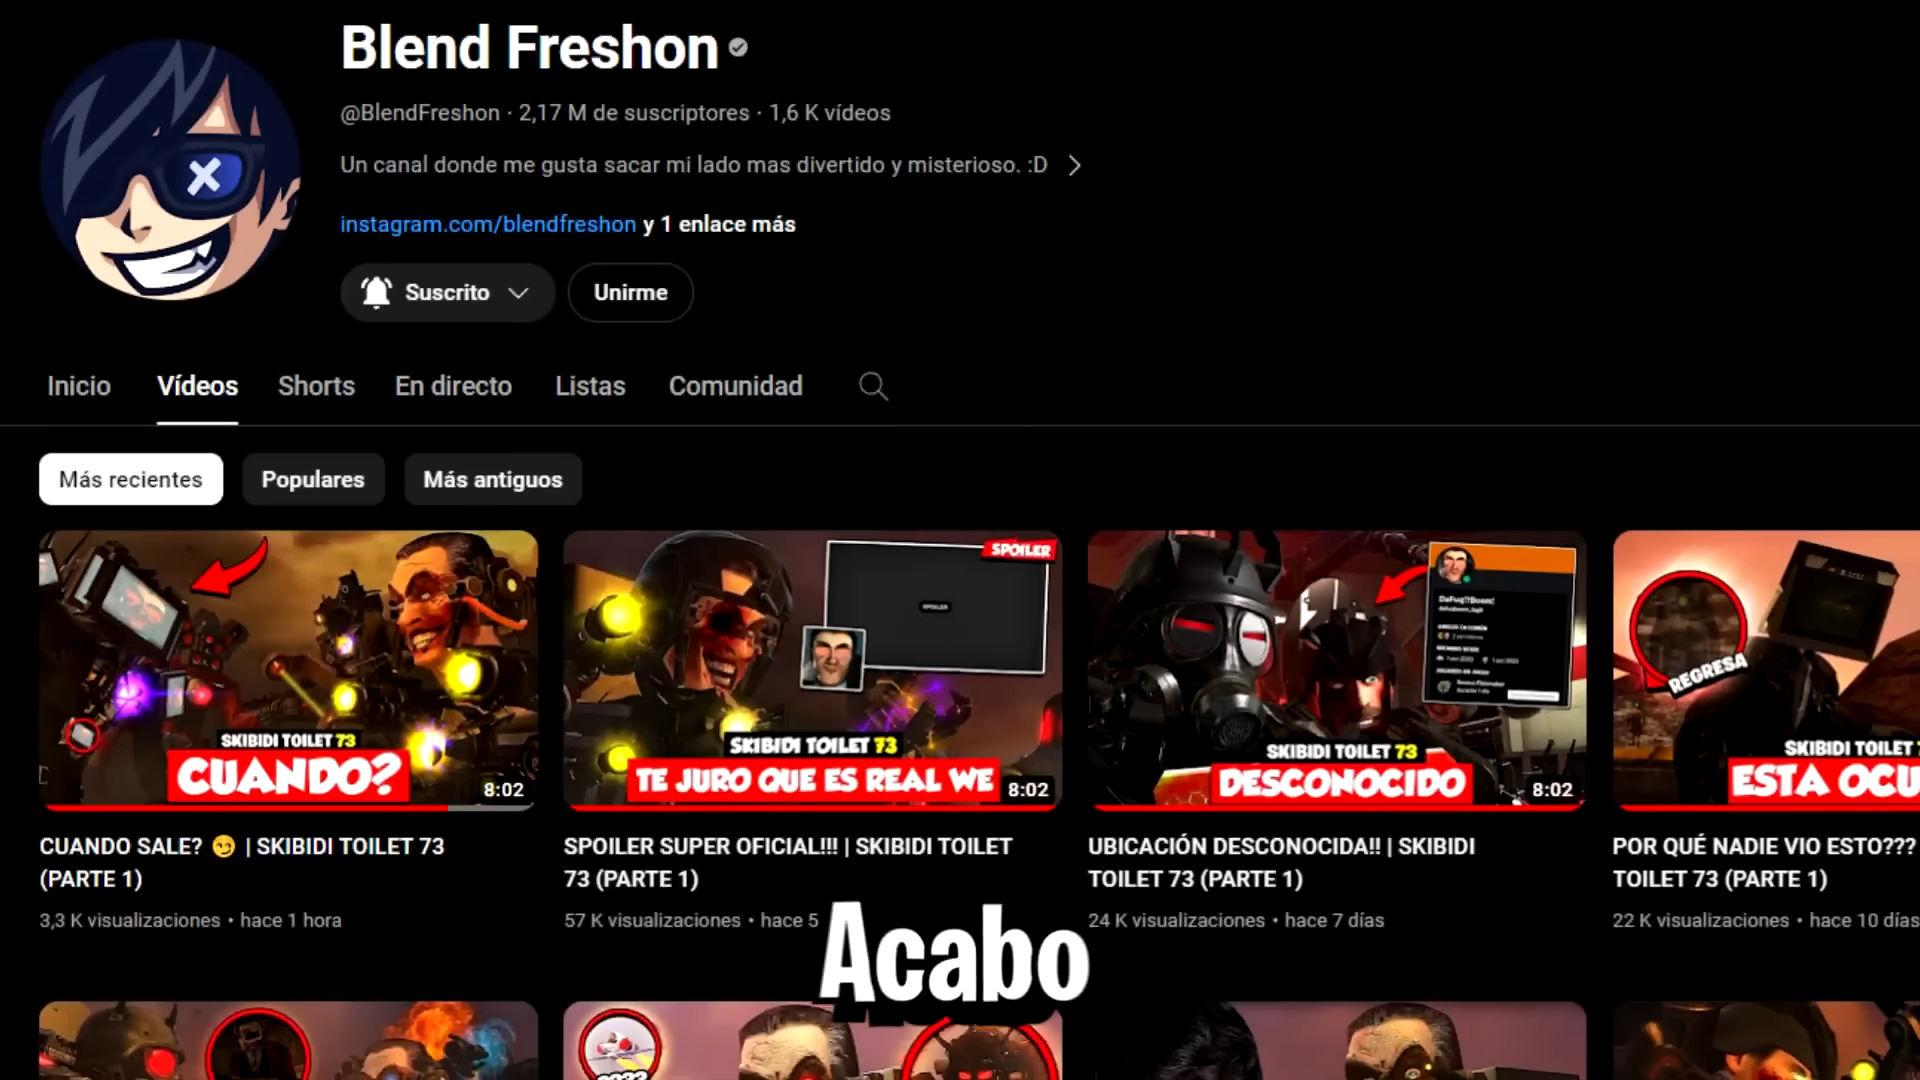 Blend Freshon
@BlendFreshon · 2,17 M de suscriptores · 1,6 K vídeos
Un canal donde me gusta sacar mi lado mas divertido y misterioso. :D
instagram.com/blendfreshon y 1 enlace más
Suscrito
Unirme
Inicio
Vídeos
Shorts
En directo
Listas
Comunidad
Más recientes
Populares
Más antiguos
SKIBIDI TOILET 73
CUANDO?
8:02
SPOILER
SPOILER
SKIBIDI TOILET 73
TE JURO QUE ES REAL WE
8:02
DaFuq!?Boom!
SKIBIDI TOILET 73
DESCONOCIDO
8:02
REGRESA
SKIBIDI TOILET 7
ESTA OCU
CUANDO SALE? 😏 | SKIBIDI TOILET 73
(PARTE 1)
3,3 K visualizaciones • hace 1 hora
SPOILER SUPER OFICIAL!!! | SKIBIDI TOILET
73 (PARTE 1)
57 K visualizaciones • hace 5
UBICACIÓN DESCONOCIDA!! | SKIBIDI
TOILET 73 (PARTE 1)
24 K visualizaciones • hace 7 días
POR QUÉ NADIE VIO ESTO???
TOILET 73 (PARTE 1)
22 K visualizaciones • hace 10 días
Acabo